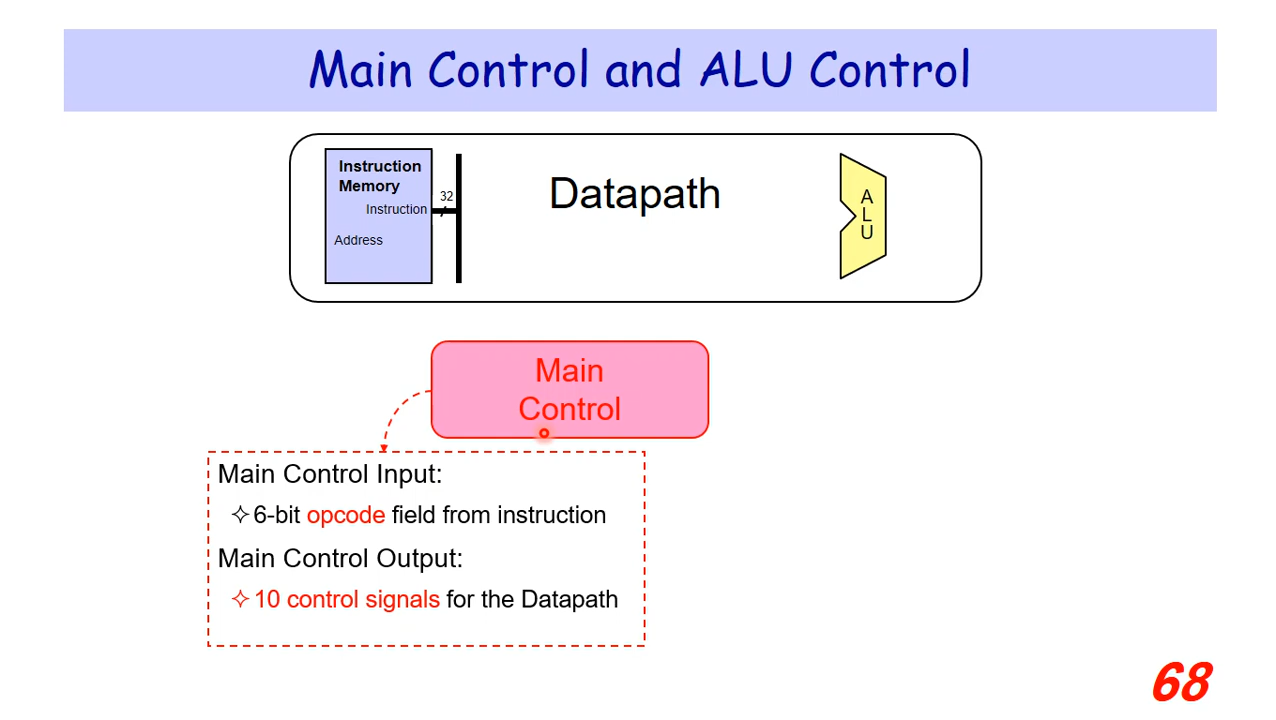 Main Control and ALU Control
Instruction
Memory
Instruction
32
Address
Datapath
A
L
U
Main
Control
Main Control Input:
✧6-bit opcode field from instruction
Main Control Output:
✧10 control signals for the Datapath
68